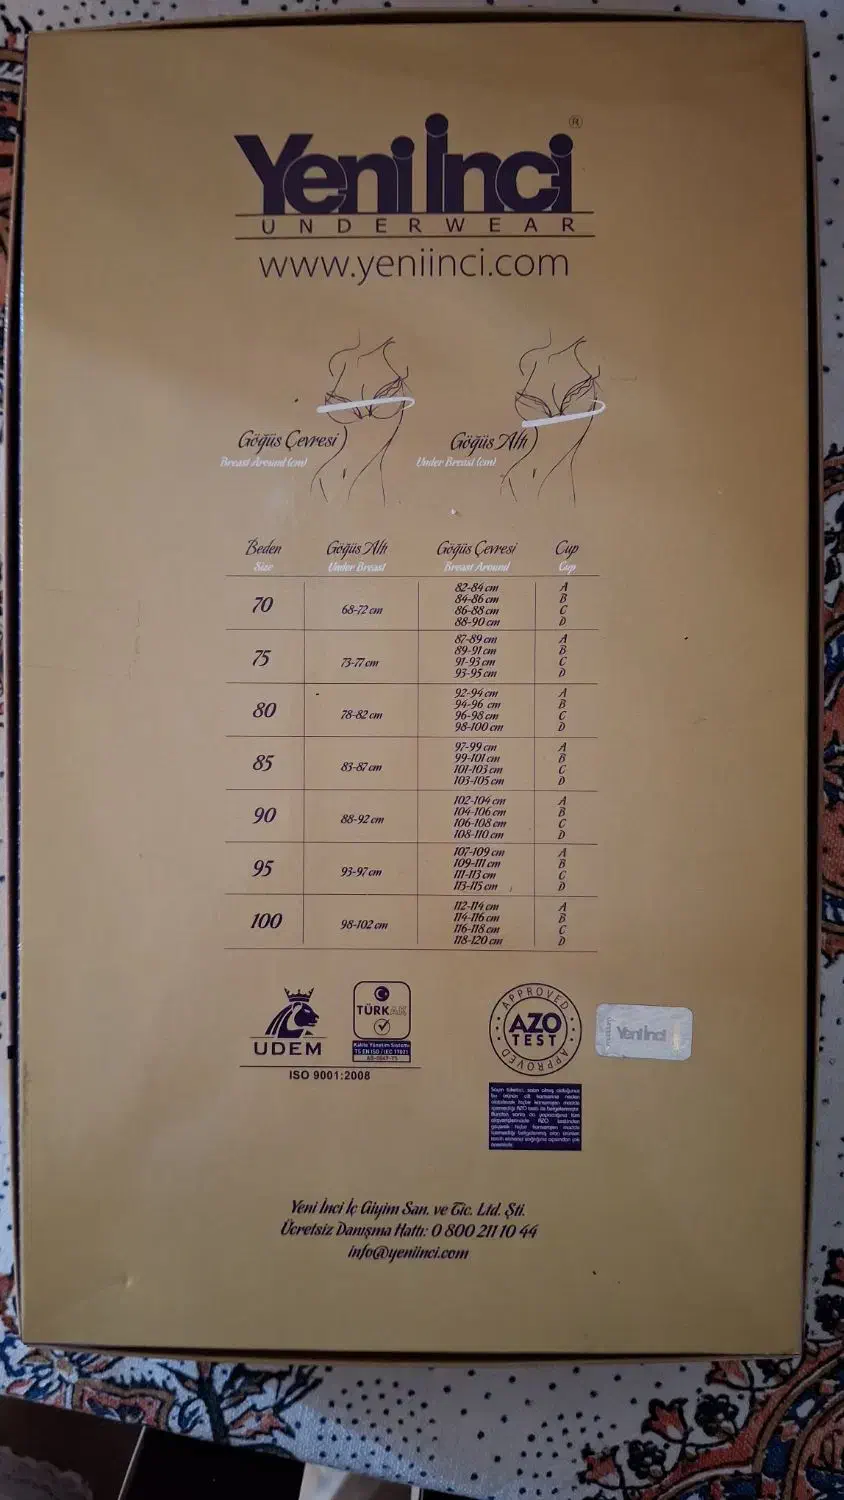 Yeni İnci ®
UNDERWEAR
www.yeniinci.com
Göğüs Çevresi
Breast Around (cm)
Göğüs Altı
Under Breast (cm)
Beden Göğüs Altı Göğüs Çevresi Cup
Size Under Breast Breast Around Cup
82-84 cm A
84-86 cm B
70 68-72 cm 86-88 cm C
88-90 cm D
87-89 cm A
89-91 cm B
75 73-77 cm 91-93 cm C
93-95 cm D
92-94 cm A
94-96 cm B
80 78-82 cm 96-98 cm C
98-100 cm D
97-99 cm A
99-101 cm B
85 83-87 cm 101-103 cm C
103-105 cm D
102-104 cm A
104-106 cm B
90 88-92 cm 106-108 cm C
108-110 cm D
107-109 cm A
109-111 cm B
95 93-97 cm 111-113 cm C
113-115 cm D
112-114 cm A
114-116 cm B
100 98-102 cm 116-118 cm C
118-120 cm D
UDEM
TÜRKAK
Kalite Yönetim Sistemi
TS EN ISO / IEC 17021
ISO 9001:2008
APPROVED
AZO
TEST
APPROVED
Yeni İnci
Yeni İnci İç Giyim San. ve Tic. Ltd. Şti.
Ücretsiz Danışma Hattı: 0 800 211 10 44
info@yeniinci.com